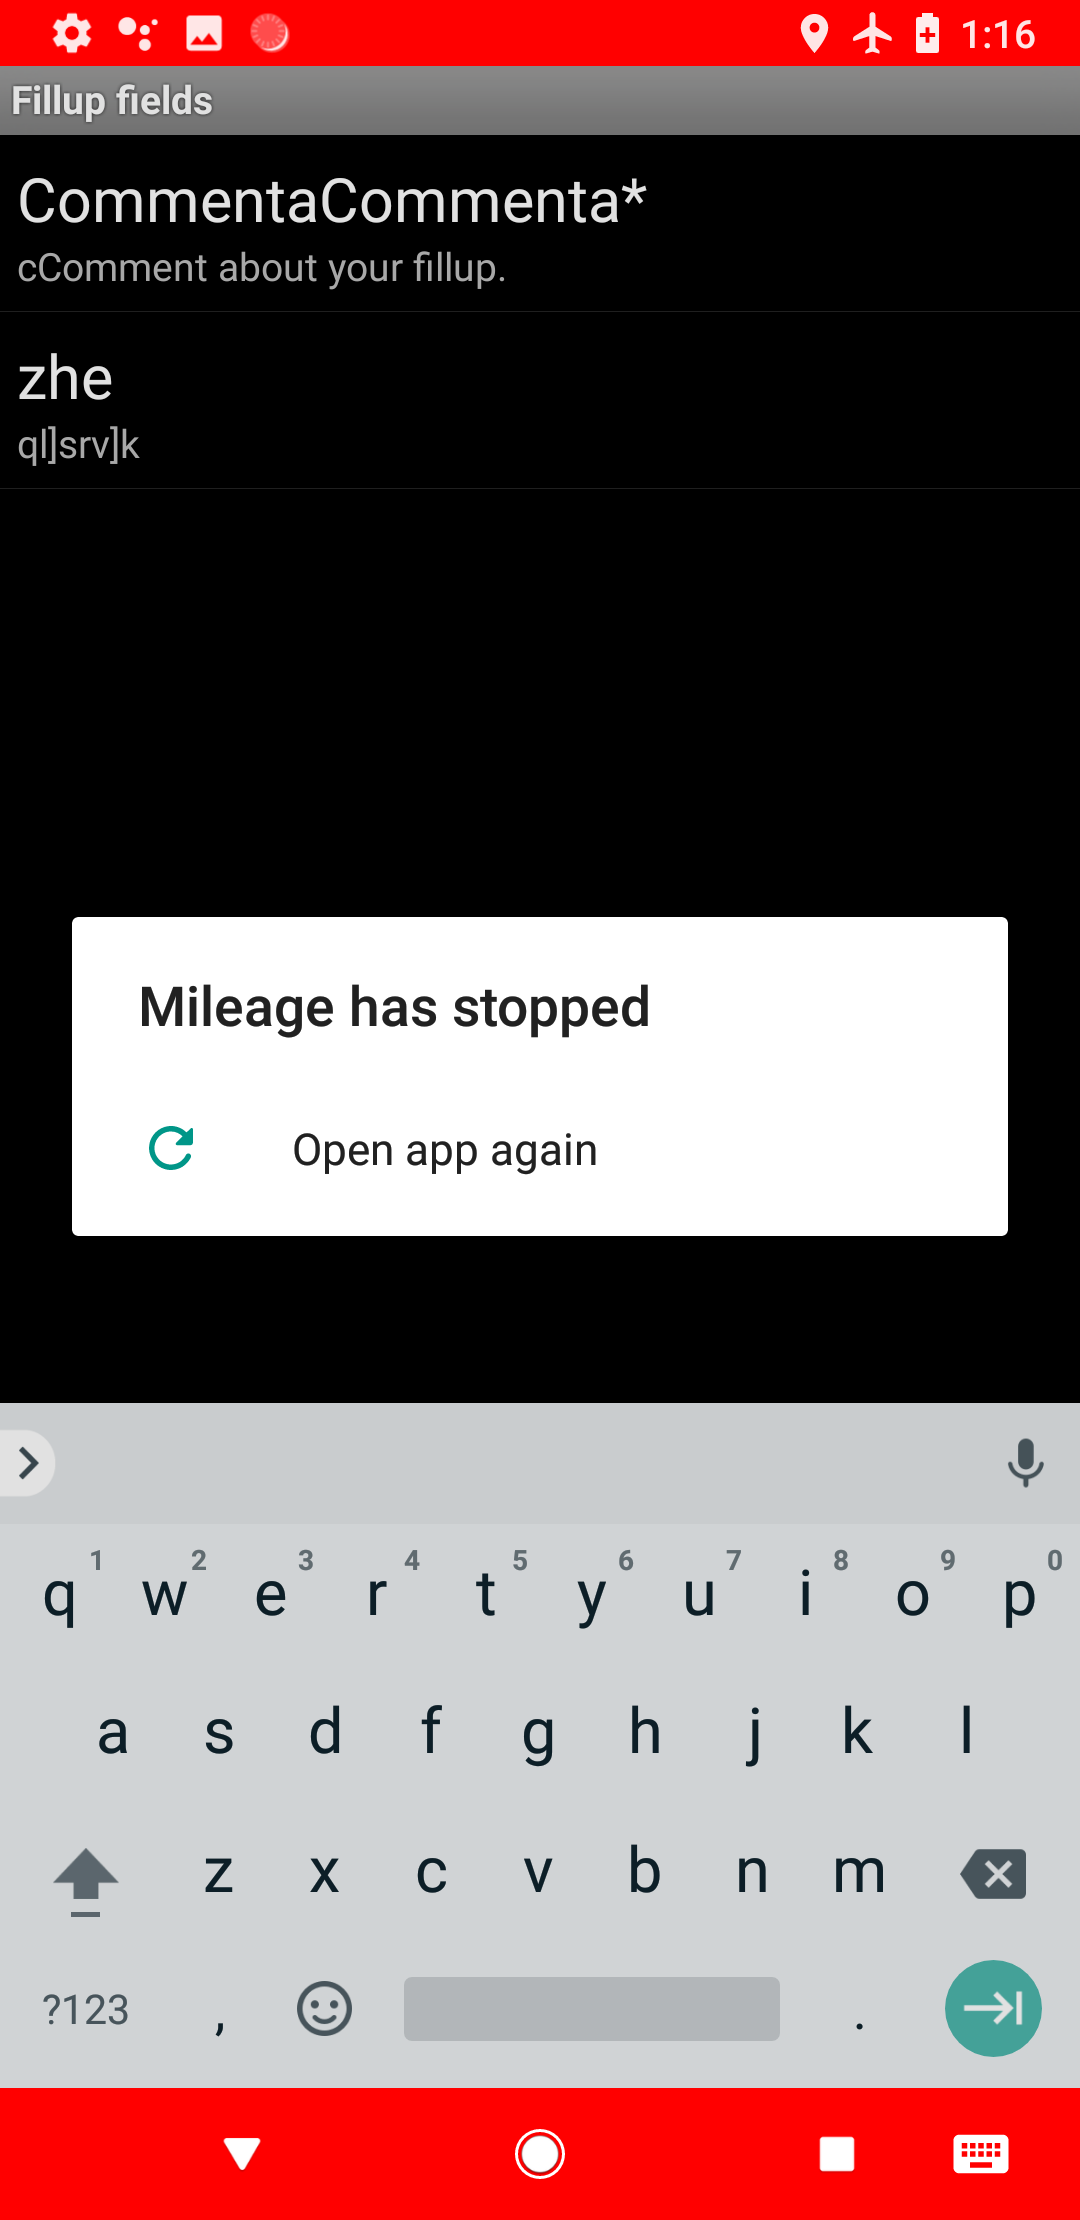 1:16
Fillup fields
CommentaCommenta*
cComment about your fillup.
zhe
ql]srv]k
Mileage has stopped
Open app again
1 2 3 4 5 6 7 8 9 0
q w e r t y u i o p
a s d f g h j k l
z x c v b n m
?123 , .